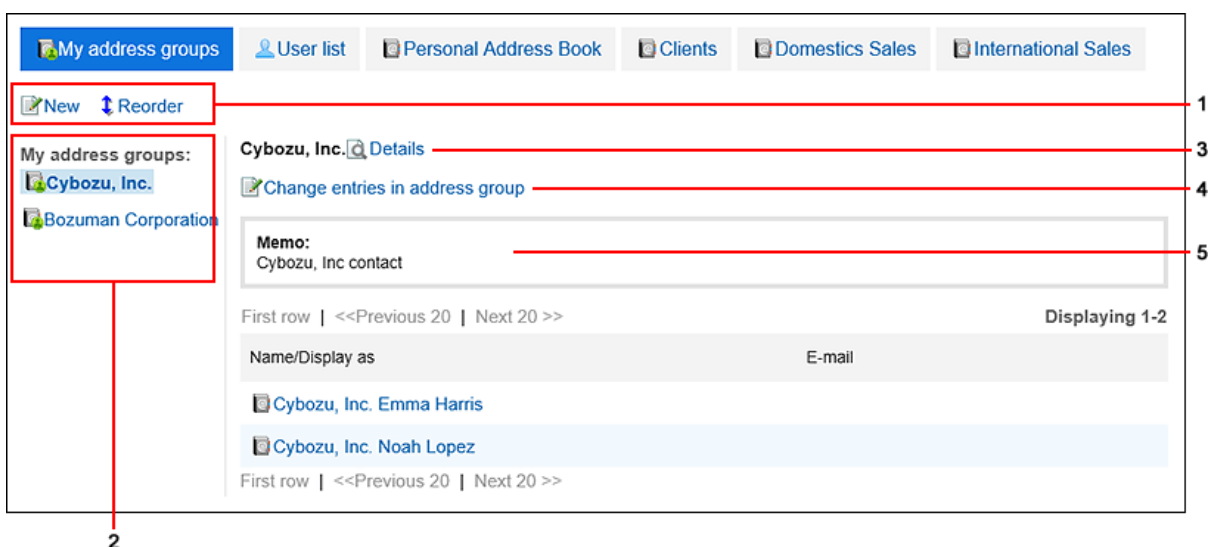 My address groups User list Personal Address Book Clients Domestics Sales International Sales
New Reorder 1
My address groups:
Cybozu, Inc.
Bozuman Corporation
2
Cybozu, Inc. Details 3
Change entries in address group 4
Memo:
Cybozu, Inc contact
5
First row | <<Previous 20 | Next 20 >> Displaying 1-2
Name/Display as E-mail
Cybozu, Inc. Emma Harris
Cybozu, Inc. Noah Lopez
First row | <<Previous 20 | Next 20 >>